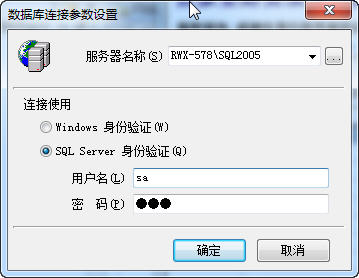 数据库连接参数设置
服务器名称(S) RWX-578\SQL2005 ...
连接使用
Windows 身份验证(W)
SQL Server 身份验证(Q)
用户名(L) sa
密 码(P) ●●●
确定 取消